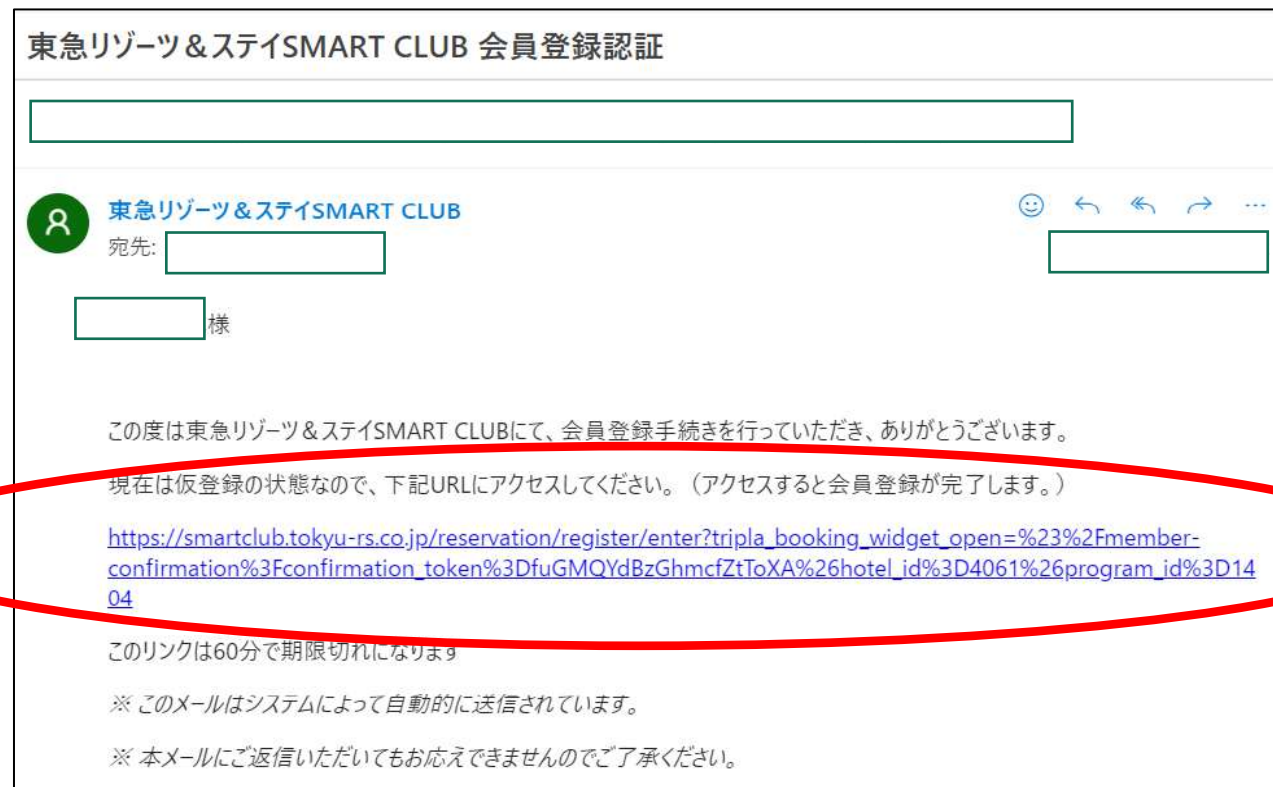 東急リゾーツ＆ステイSMART CLUB 会員登録認証
東急リゾーツ＆ステイSMART CLUB
宛先:
様
この度は東急リゾーツ＆ステイSMART CLUBにて、会員登録手続きを行っていただき、ありがとうございます。
現在は仮登録の状態なので、下記URLにアクセスしてください。（アクセスすると会員登録が完了します。）
https://smartclub.tokyu-rs.co.jp/reservation/register/enter?tripla_booking_widget_open=%23%2Fmember-
confirmation%3Fconfirmation_token%3DfuGMQYdBzGhmcfZtToXA%26hotel_id%3D4061%26program_id%3D14
04
このリンクは60分で期限切れになります
※ このメールはシステムによって自動的に送信されています。
※ 本メールにご返信いただいてもお応えできませんのでご了承ください。